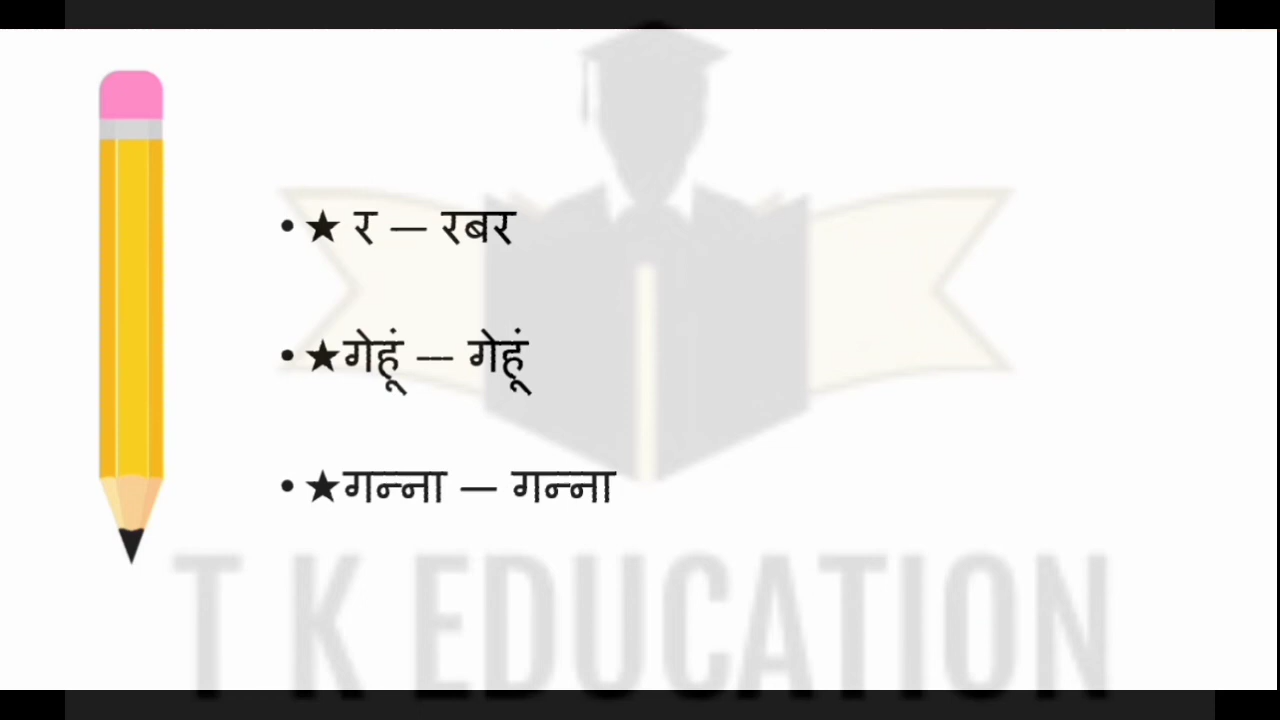 • ★ र — रबर
• ★गेहूं — गेहूं
• ★गन्ना — गन्ना
T K EDUCATION